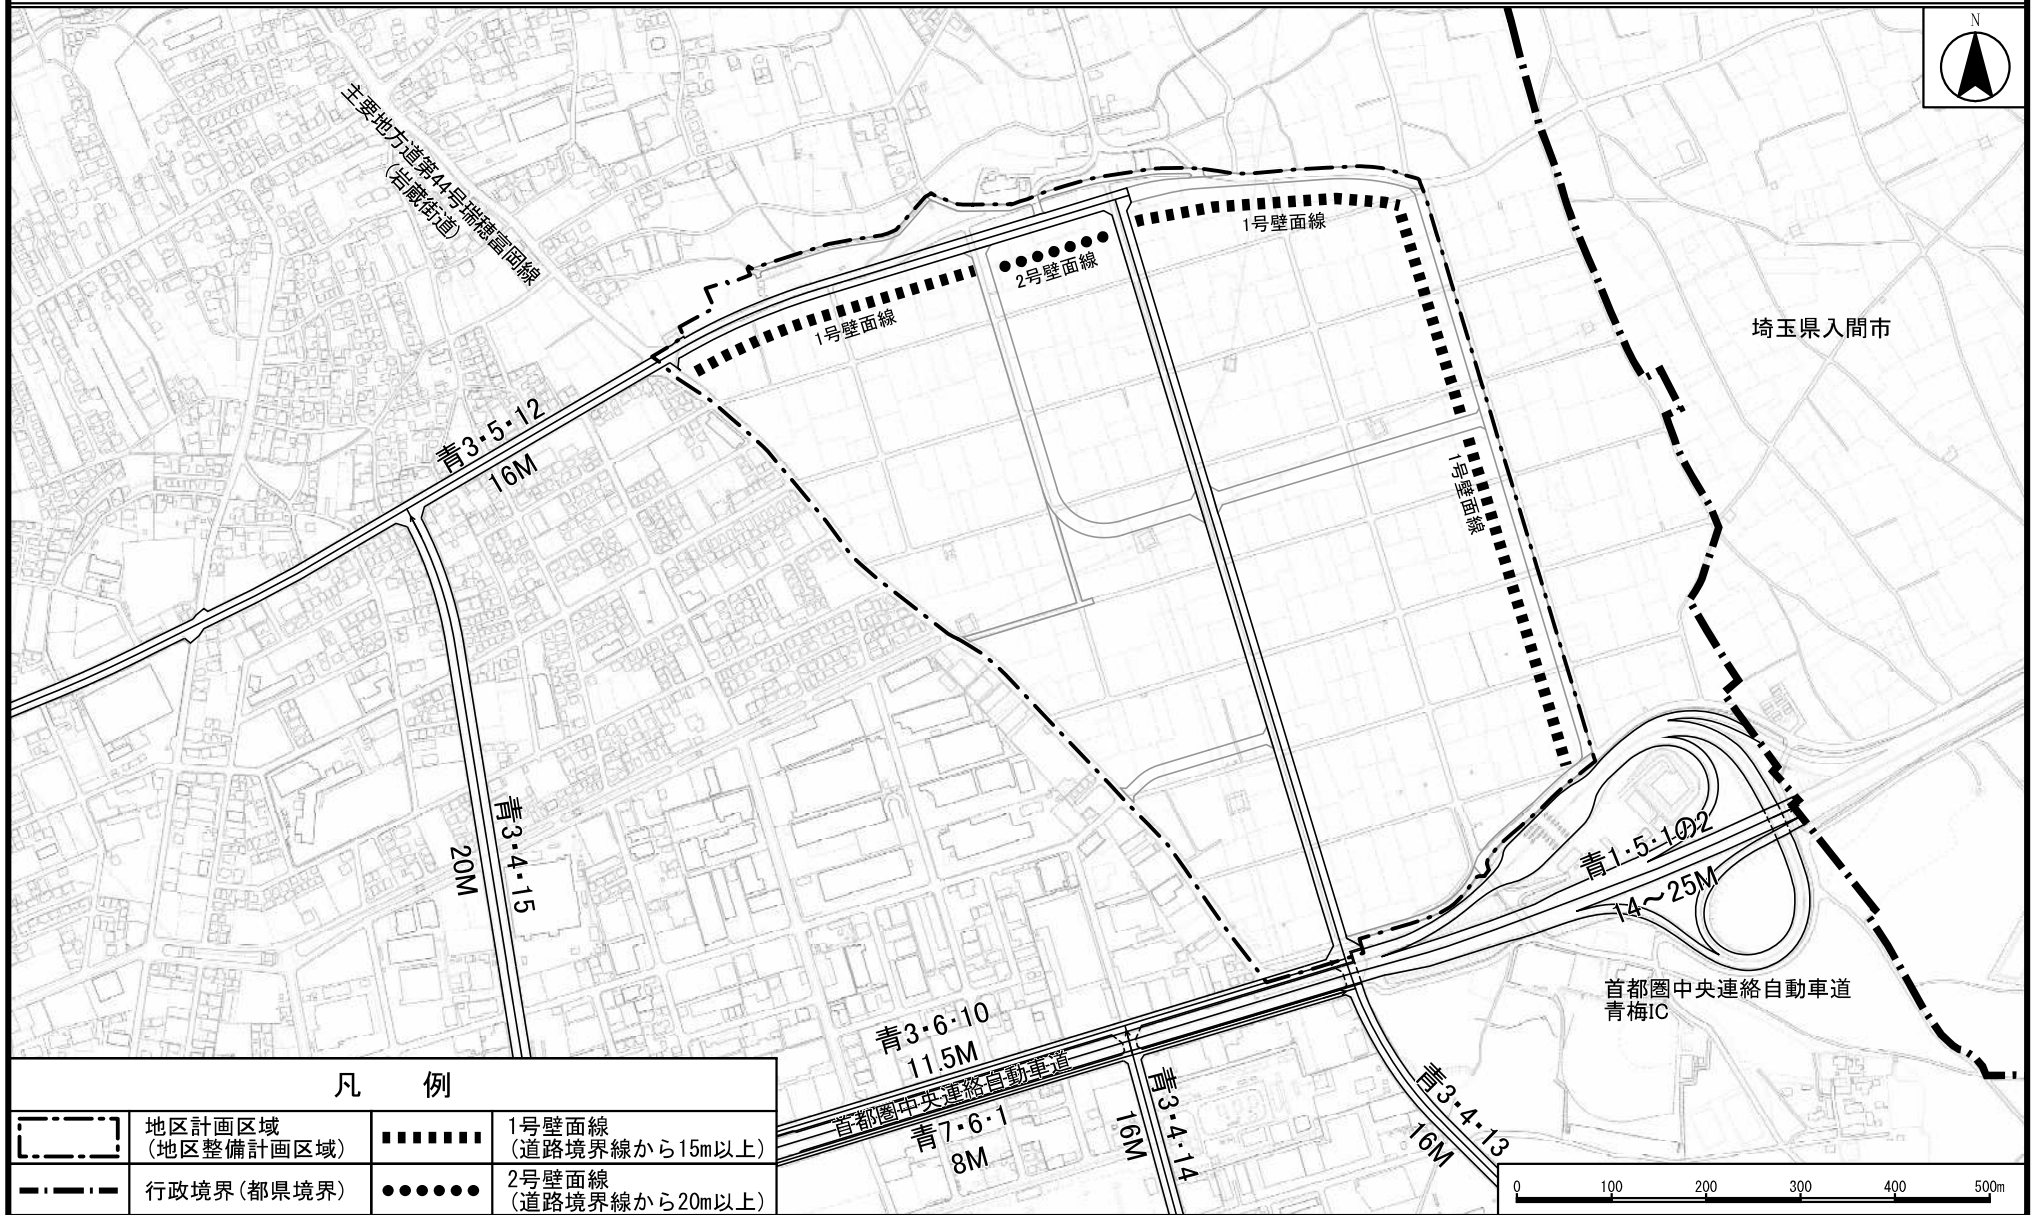 N
主要地方道第44号瑞穂富岡線
(岩蔵街道)
1号壁面線
2号壁面線
1号壁面線
埼玉県入間市
青3・5・12
16M
1号壁面線
青3・4・15
20M
青1・5・1の2
14～25M
首都圏中央連絡自動車道
青梅IC
青3・6・10
11.5M
首都圏中央連絡自動車道
青7・6・1
8M
青3・4・14
16M
青3・4・13
16M
凡　例
地区計画区域
(地区整備計画区域)
1号壁面線
(道路境界線から15m以上)
行政境界(都県境界)
2号壁面線
(道路境界線から20m以上)
0 100 200 300 400 500m